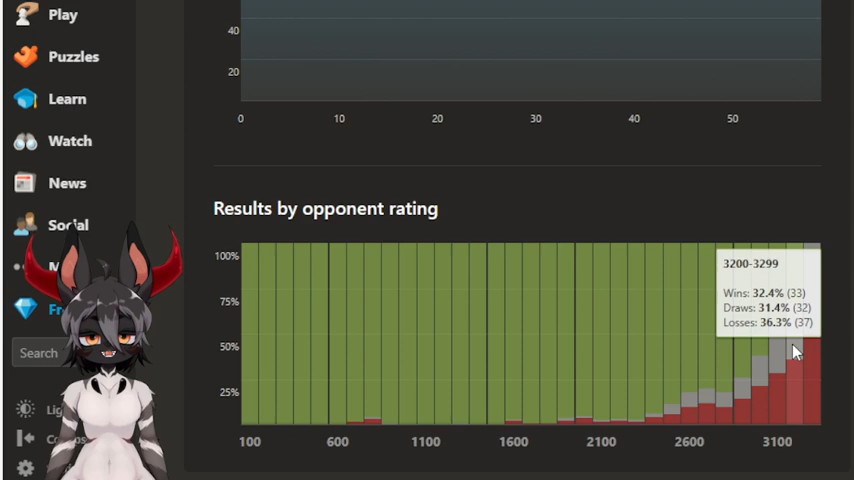 Play
Puzzles
Learn
Watch
News
Social
Search
40
20
0 10 20 30 40 50
Results by opponent rating
100%
75%
50%
25%
3200-3299
Wins: 32.4% (33)
Draws: 31.4% (32)
Losses: 36.3% (37)
100 600 1100 1600 2100 2600 3100